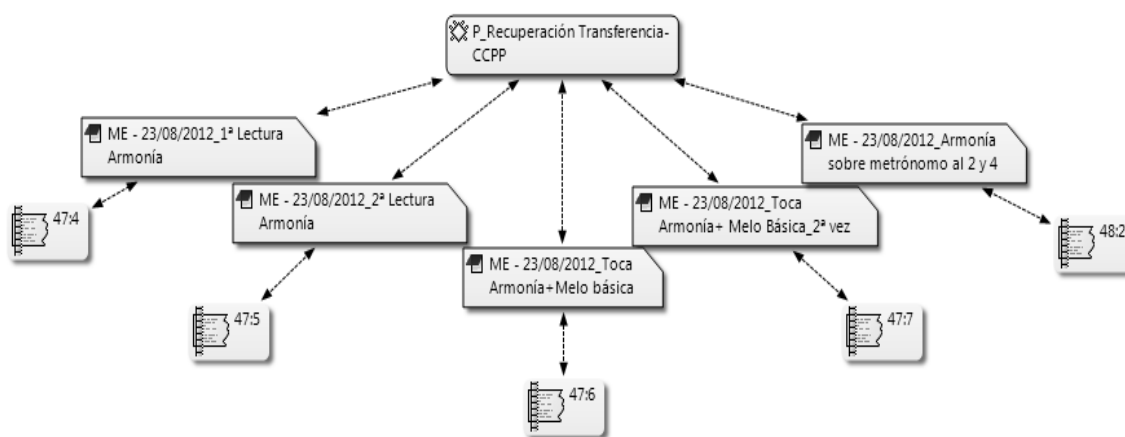 P_Recuperación Transferencia-
CCPP
ME - 23/08/2012_1ª Lectura
Armonía
ME - 23/08/2012_Armonía
sobre metrónomo al 2 y 4
ME - 23/08/2012_2ª Lectura
Armonía
ME - 23/08/2012_Toca
Armonía+ Melo Básica_2ª vez
47:4
48:2
ME - 23/08/2012_Toca
Armonía+Melo básica
47:5
47:7
47:6